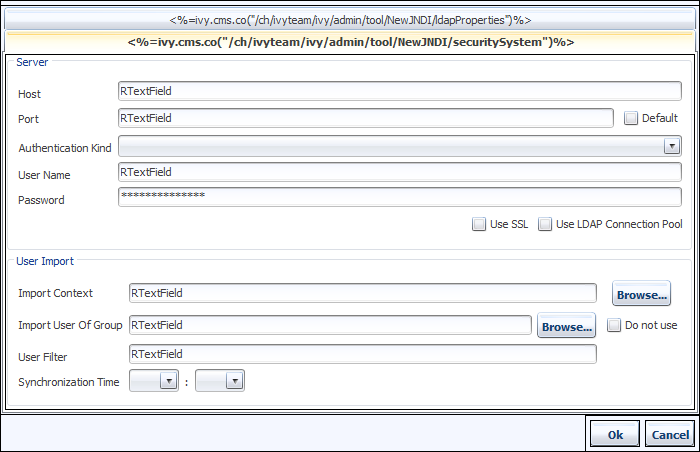 <%=ivy.cms.co("/ch/ivyteam/ivy/admin/tool/NewJNDI/ldapProperties")%>
<%=ivy.cms.co("/ch/ivyteam/ivy/admin/tool/NewJNDI/securitySystem")%>
Server
Host RTextField
Port RTextField Default
Authentication Kind
User Name RTextField
Password **************
Use SSL Use LDAP Connection Pool
User Import
Import Context RTextField Browse...
Import User Of Group RTextField Browse... Do not use
User Filter RTextField
Synchronization Time :
Ok Cancel